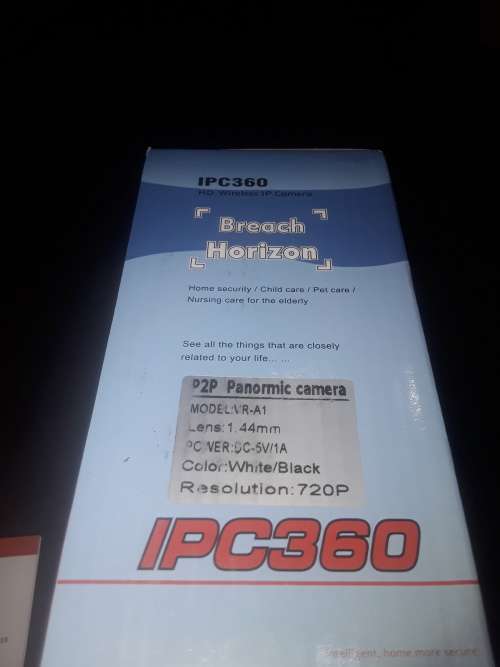 IPC360
HD Wireless IP Camera
Breach
Horizon
Home security / Child care / Pet care /
Nursing care for the elderly
See all the things that are closely
related to your life... ...
P2P Panormic camera
MODEL:VR-A1
Lens:1.44mm
POWER:DC-5V/1A
Color:White/Black
Resolution:720P
IPC360
Intelligent, home more secure